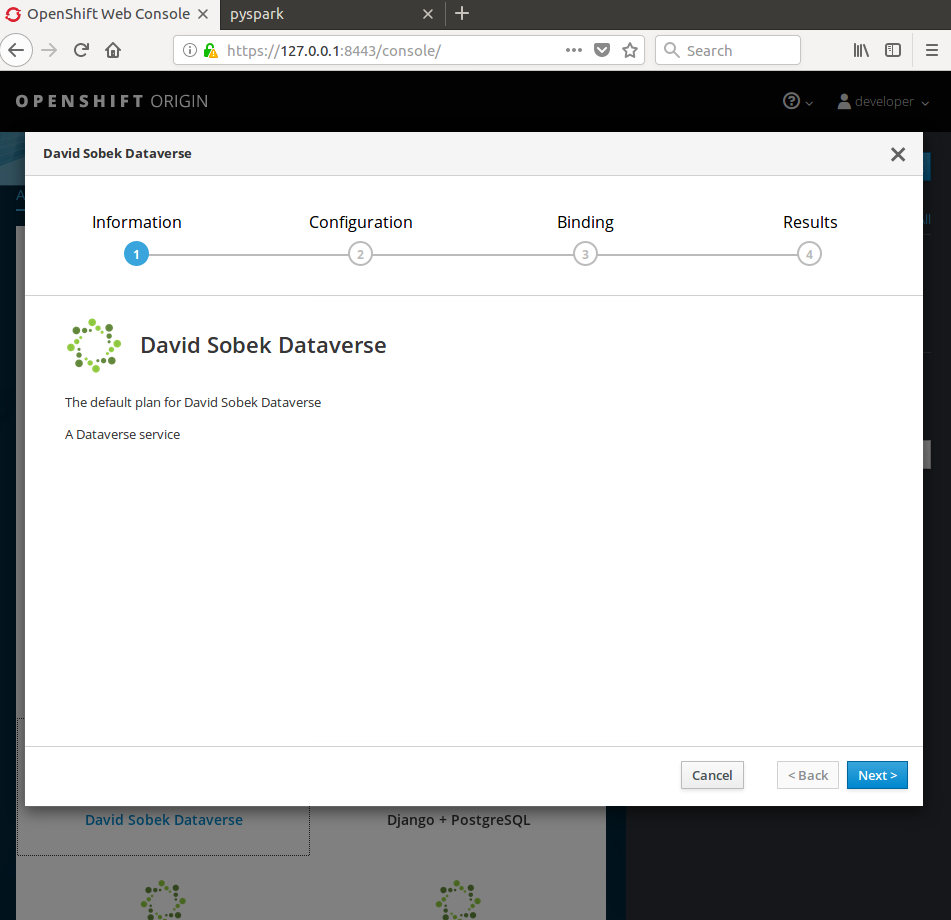 OpenShift Web Console
pyspark
https://127.0.0.1:8443/console/
Search
OPENSHIFT ORIGIN
developer
David Sobek Dataverse
Information Configuration Binding Results
1 2 3 4
David Sobek Dataverse
The default plan for David Sobek Dataverse
A Dataverse service
Cancel < Back Next >
David Sobek Dataverse Django + PostgreSQL